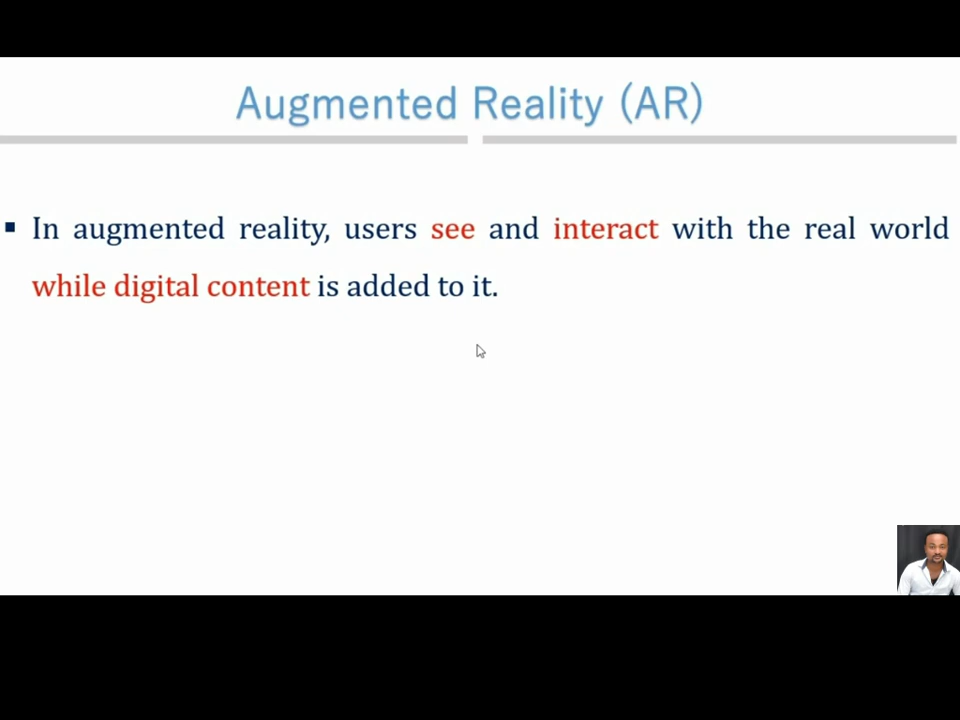 Augmented Reality (AR)
▪ In augmented reality, users see and interact with the real world
while digital content is added to it.